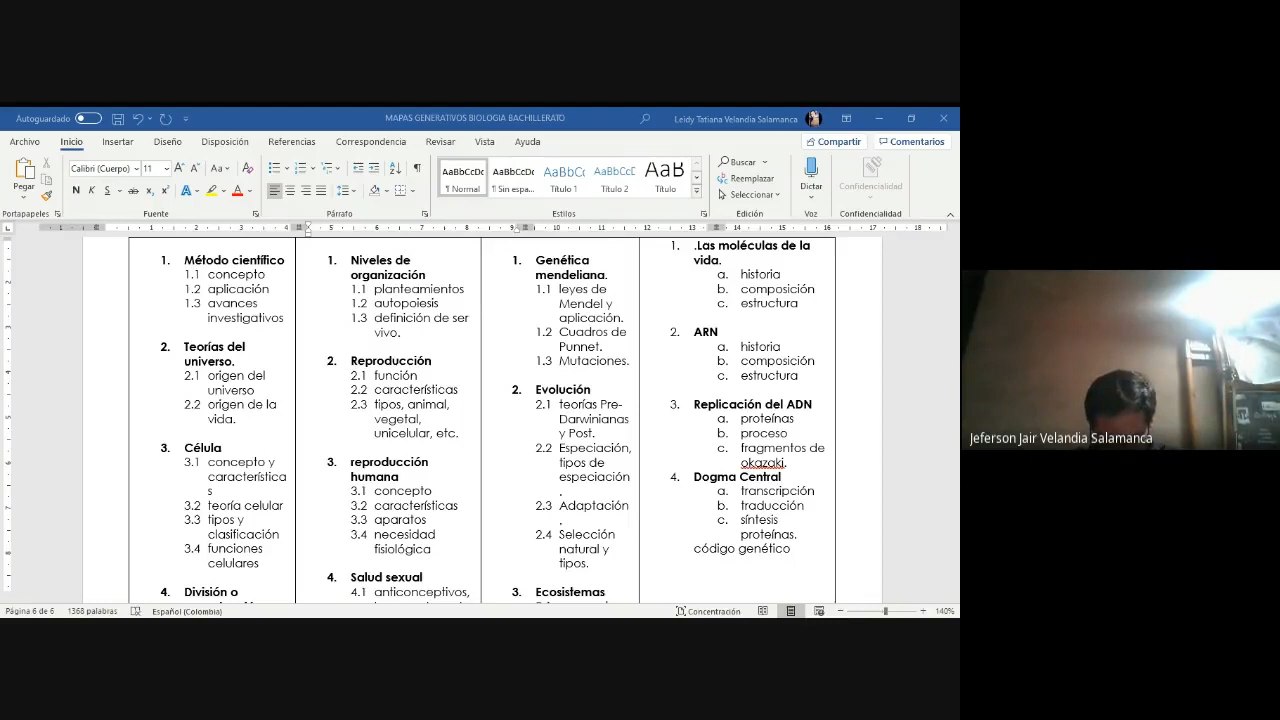 Autoguardado
MAPAS GENERATIVOS BIOLOGIA BACHILLERATO
Leidy Tatiana Velandia Salamanca
Archivo Inicio Insertar Diseño Disposición Referencias Correspondencia Revisar Vista Ayuda
Compartir Comentarios
Pegar
Calibri (Cuerpo) 11
N K S
AaBbCcDc AaBbCcDc AaBbC AaBbCcC AaB
¶ Normal ¶ Sin espa... Título 1 Título 2 Título
Buscar
Reemplazar
Seleccionar
Dictar
Confidencialidad
Portapapeles Fuente Párrafo Estilos Edición Voz Confidencialidad
1. Método científico
1.1 concepto
1.2 aplicación
1.3 avances
investigativos
2. Teorías del
universo.
2.1 origen del
universo
2.2 origen de la
vida.
3. Célula
3.1 concepto y
característica
s
3.2 teoría celular
3.3 tipos y
clasificación
3.4 funciones
celulares
4. División o
1. Niveles de
organización
1.1 planteamientos
1.2 autopoiesis
1.3 definición de ser
vivo.
2. Reproducción
2.1 función
2.2 características
2.3 tipos, animal,
vegetal,
unicelular, etc.
3. reproducción
humana
3.1 concepto
3.2 características
3.3 aparatos
3.4 necesidad
fisiológica
4. Salud sexual
4.1 anticonceptivos,
1. Genética
mendeliana.
1.1 leyes de
Mendel y
aplicación.
1.2 Cuadros de
Punnet.
1.3 Mutaciones.
2. Evolución
2.1 teorías Pre-
Darwinianas
y Post.
2.2 Especiación,
tipos de
especiación
.
2.3 Adaptación
.
2.4 Selección
natural y
tipos.
3. Ecosistemas
1. .Las moléculas de la
vida.
a. historia
b. composición
c. estructura
2. ARN
a. historia
b. composición
c. estructura
3. Replicación del ADN
a. proteínas
b. proceso
c. fragmentos de
okazaki.
4. Dogma Central
a. transcripción
b. traducción
c. síntesis
proteínas.
código genético
Página 6 de 6 1368 palabras Español (Colombia) Concentración 140%
Jeferson Jair Velandia Salamanca